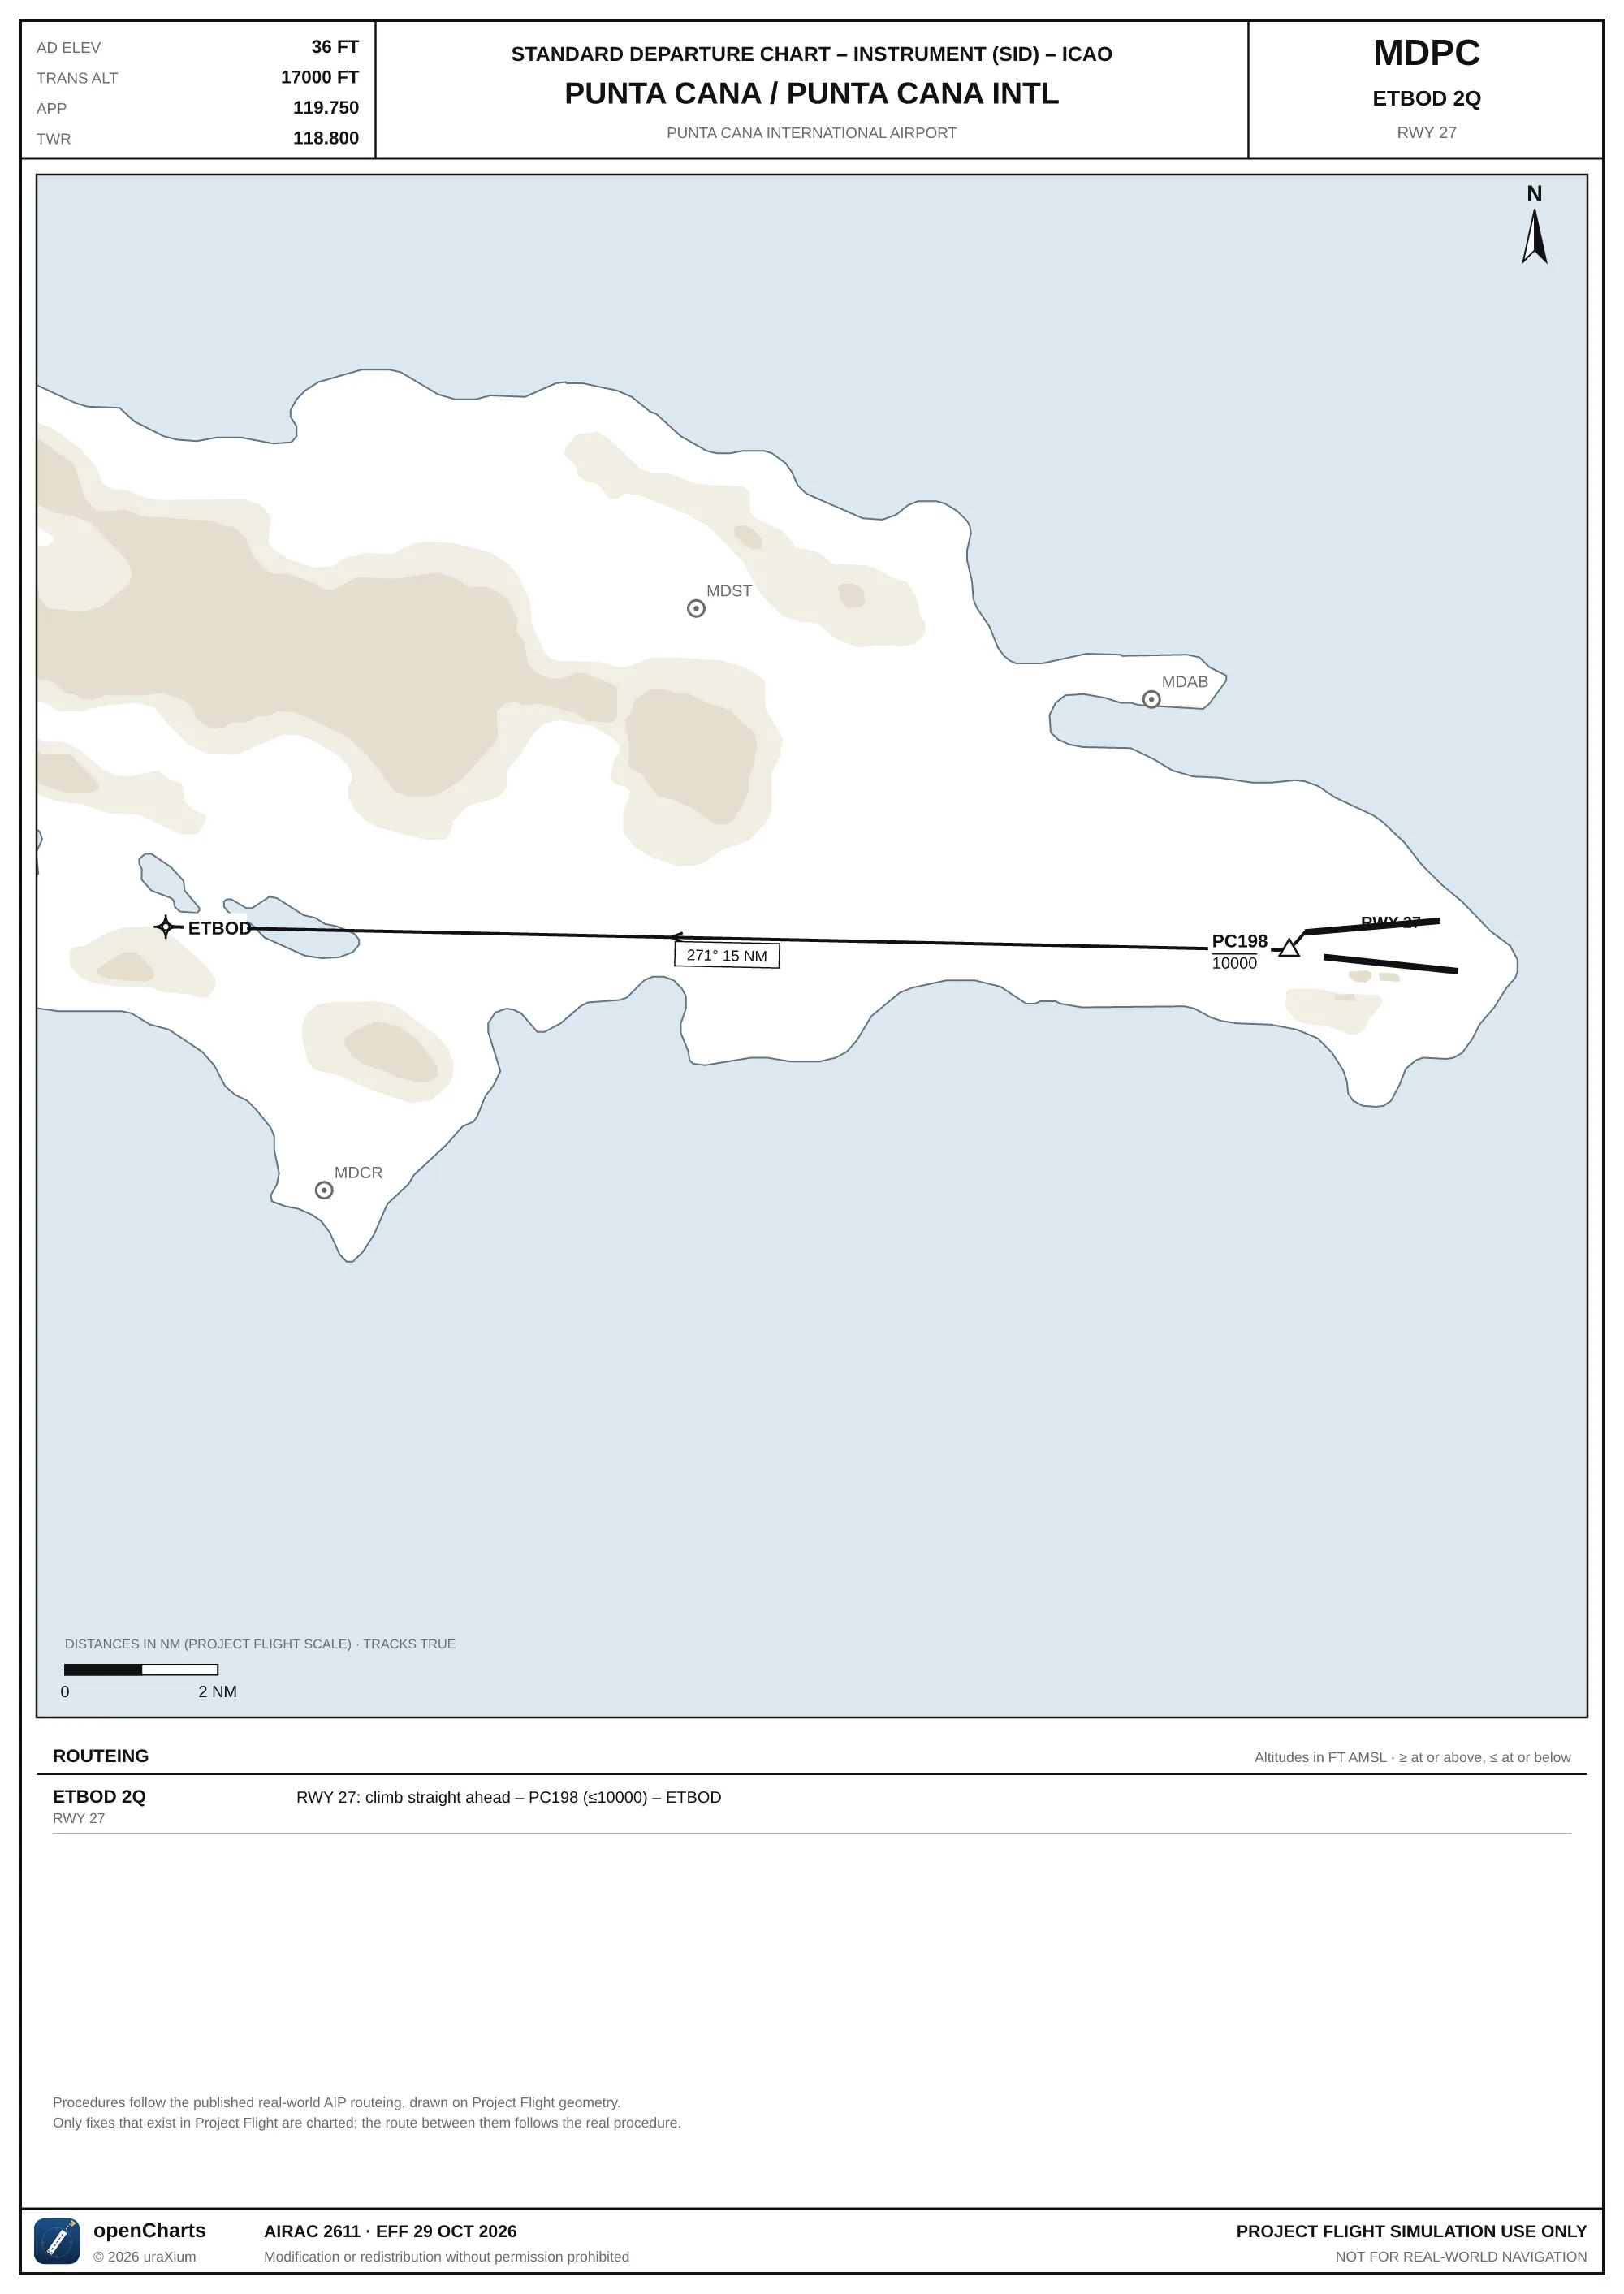 AD ELEV 36 FT
TRANS ALT 17000 FT
APP 119.750
TWR 118.800
STANDARD DEPARTURE CHART – INSTRUMENT (SID) – ICAO
PUNTA CANA / PUNTA CANA INTL
PUNTA CANA INTERNATIONAL AIRPORT
MDPC
ETBOD 2Q
RWY 27
N
MDST
MDAB
RWY 27
ETBOD
PC198
10000
271° 15 NM
MDCR
DISTANCES IN NM (PROJECT FLIGHT SCALE) · TRACKS TRUE
0 2 NM
ROUTEING
Altitudes in FT AMSL · ≥ at or above, ≤ at or below
ETBOD 2Q
RWY 27: climb straight ahead – PC198 (≤10000) – ETBOD
RWY 27
Procedures follow the published real-world AIP routeing, drawn on Project Flight geometry.
Only fixes that exist in Project Flight are charted; the route between them follows the real procedure.
openCharts
© 2026 uraXium
AIRAC 2611 · EFF 29 OCT 2026
Modification or redistribution without permission prohibited
PROJECT FLIGHT SIMULATION USE ONLY
NOT FOR REAL-WORLD NAVIGATION